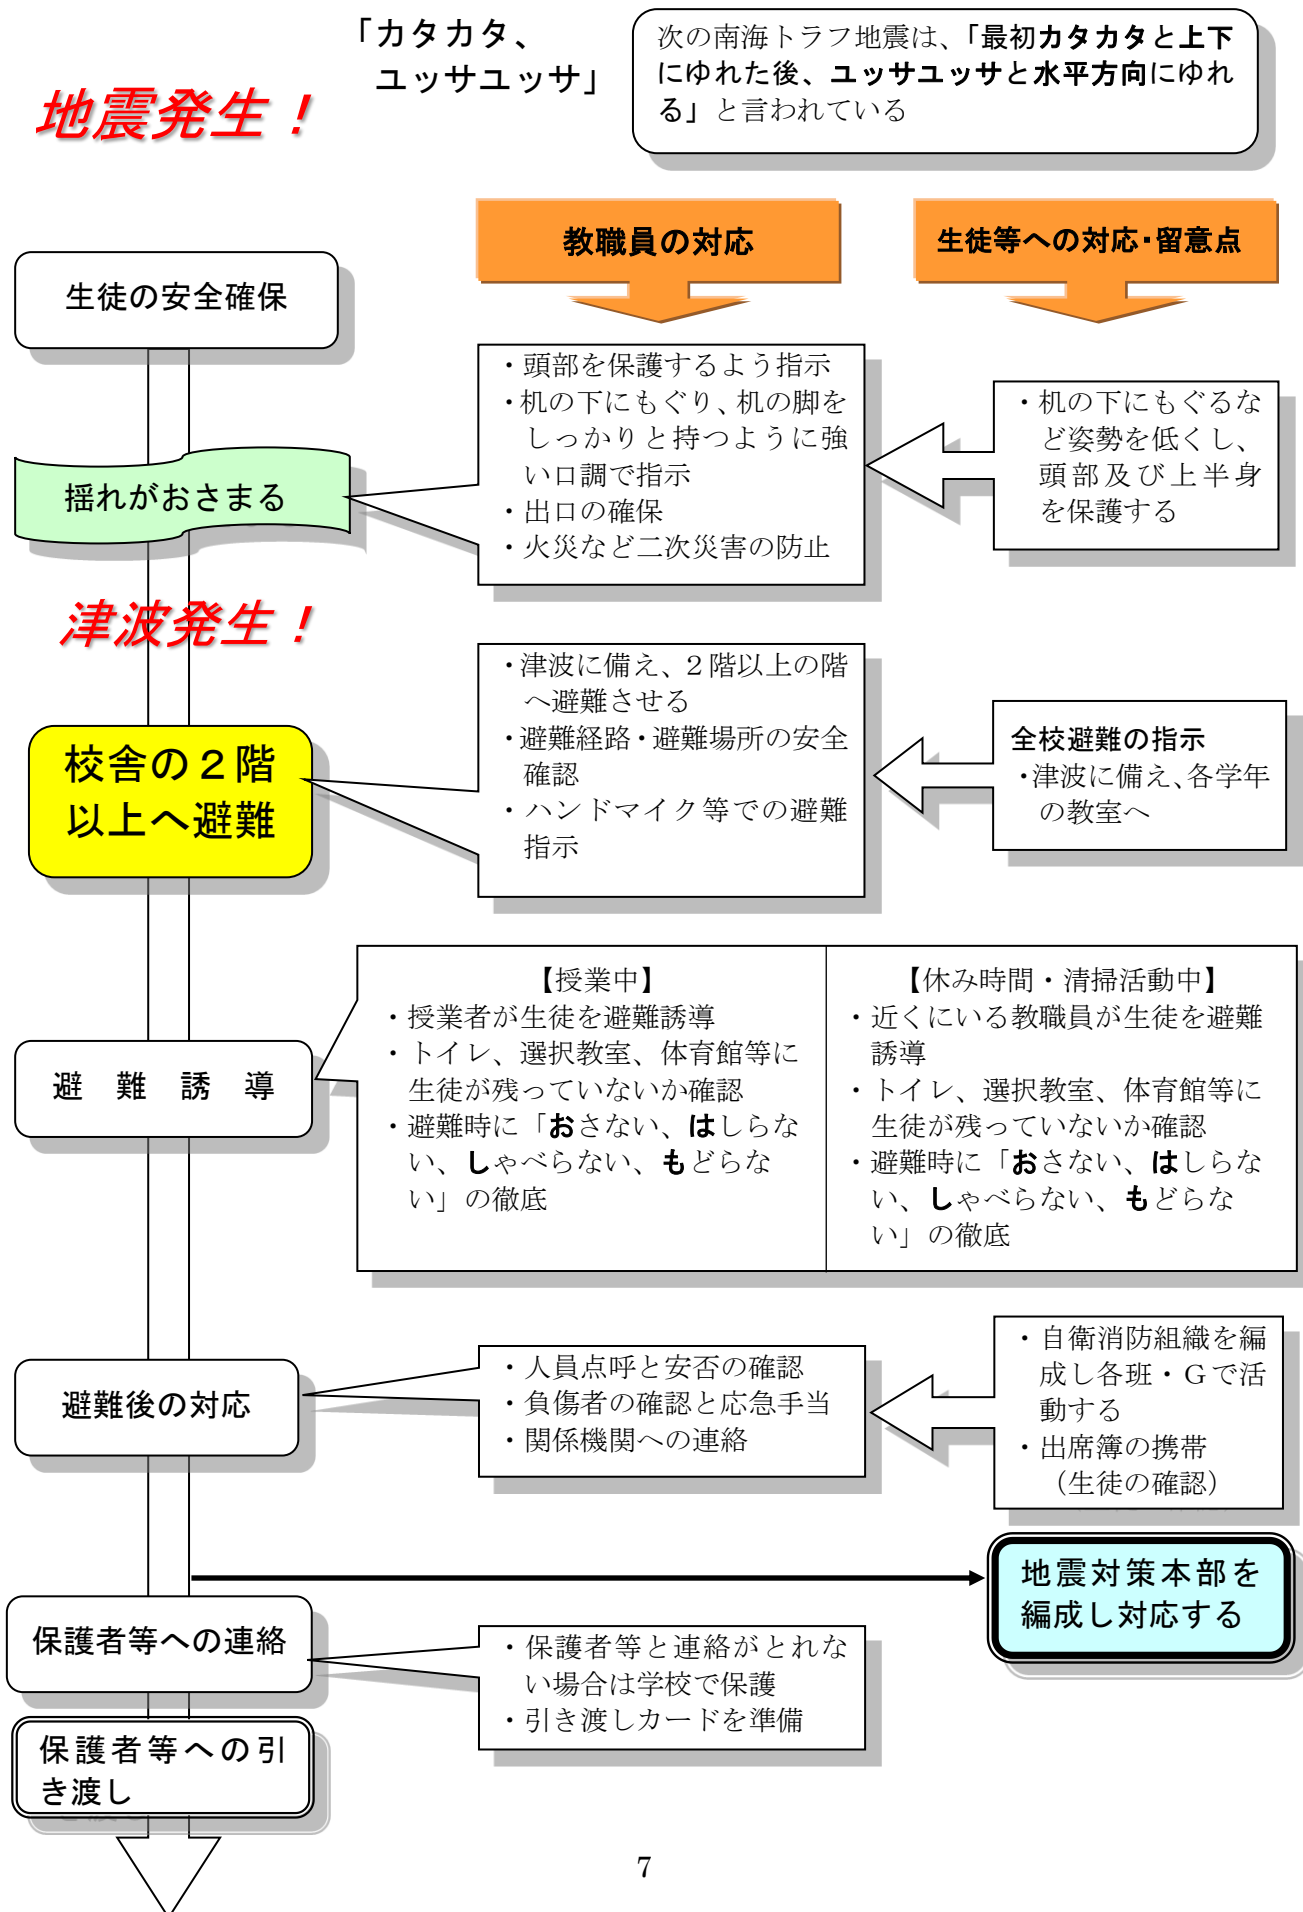 「カタカタ、
ユッサユッサ」
次の南海トラフ地震は、「最初カタカタと上下
にゆれた後、ユッサユッサと水平方向にゆれ
る」と言われている
地震発生！
教職員の対応
生徒等への対応・留意点
生徒の安全確保
・頭部を保護するよう指示
・机の下にもぐり、机の脚を
しっかりと持つように強
い口調で指示
・出口の確保
・火災など二次災害の防止
・机の下にもぐるな
ど姿勢を低くし、
頭部及び上半身
を保護する
揺れがおさまる
津波発生！
・津波に備え、２階以上の階
へ避難させる
・避難経路・避難場所の安全
確認
・ハンドマイク等での避難
指示
全校避難の指示
・津波に備え、各学年
の教室へ
校舎の２階
以上へ避難
【授業中】
・授業者が生徒を避難誘導
・トイレ、選択教室、体育館等に
生徒が残っていないか確認
・避難時に「おさない、はしらな
い、しゃべらない、もどらな
い」の徹底
【休み時間・清掃活動中】
・近くにいる教職員が生徒を避難
誘導
・トイレ、選択教室、体育館等に
生徒が残っていないか確認
・避難時に「おさない、はしらな
い、しゃべらない、もどらな
い」の徹底
避　難　誘　導
・人員点呼と安否の確認
・負傷者の確認と応急手当
・関係機関への連絡
・自衛消防組織を編
成し各班・Ｇで活
動する
・出席簿の携帯
（生徒の確認）
避難後の対応
地震対策本部を
編成し対応する
保護者等への連絡
・保護者等と連絡がとれな
い場合は学校で保護
・引き渡しカードを準備
保護者等への引
き渡し
7